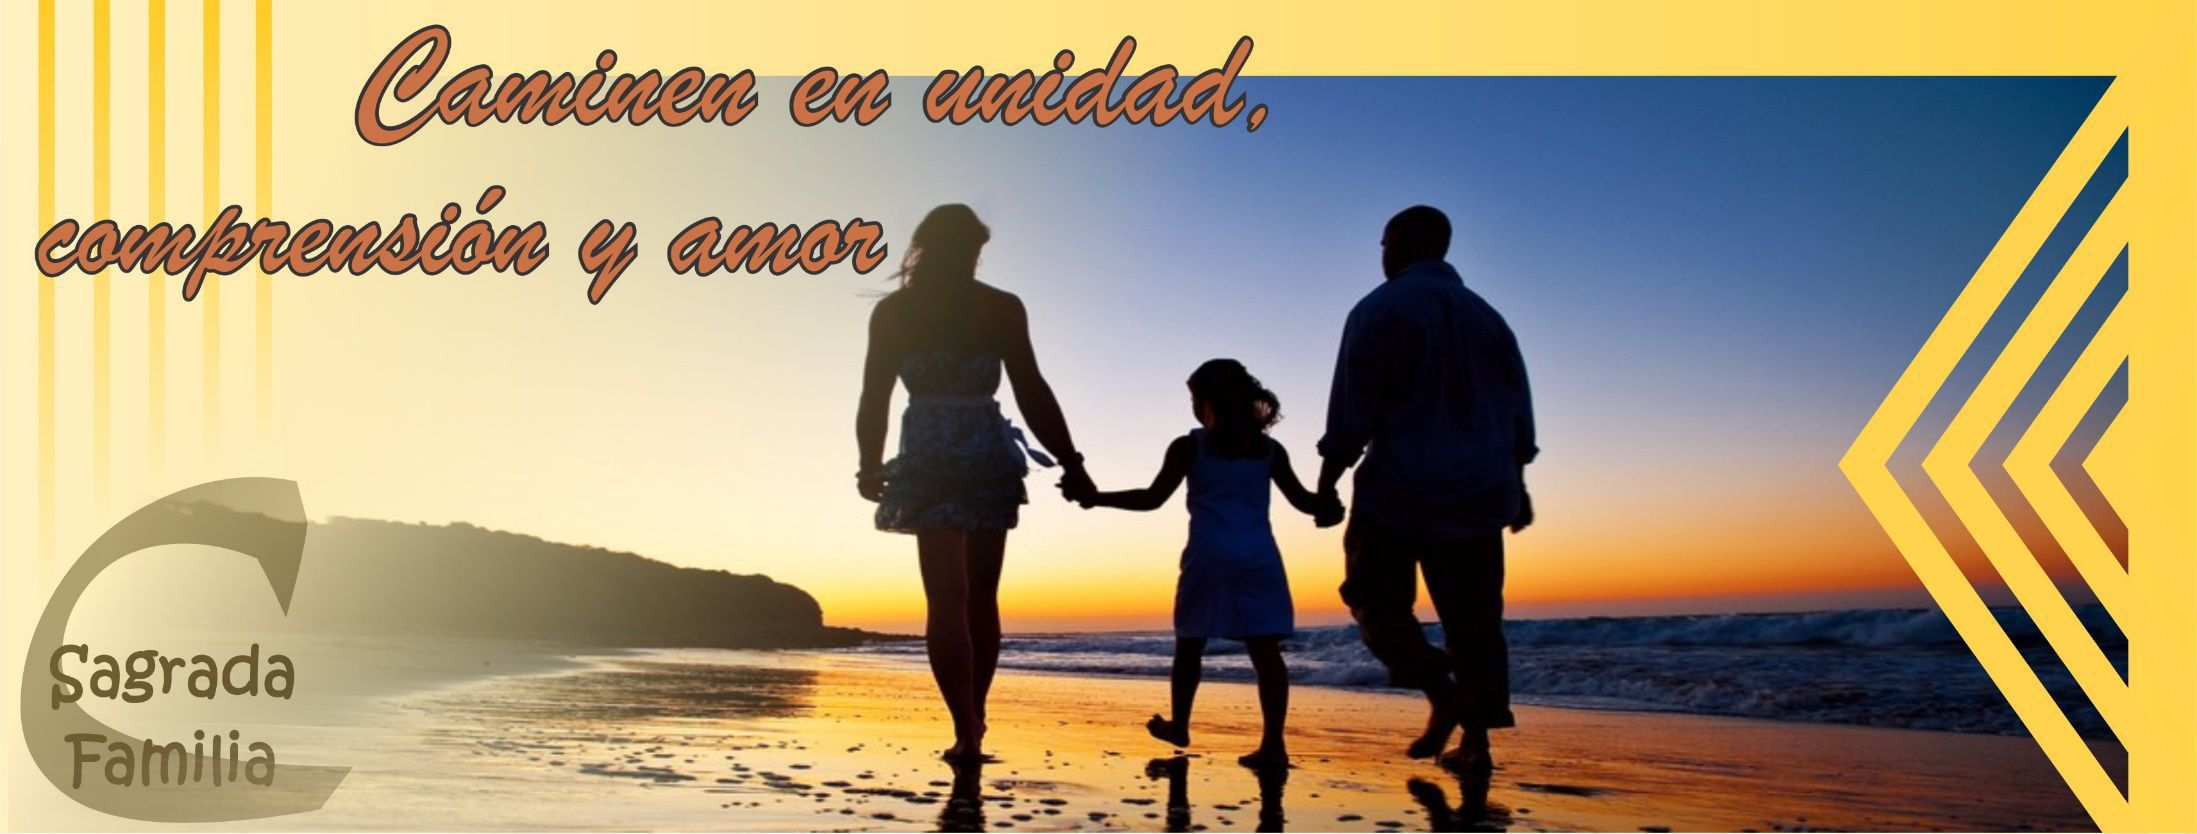 Caminen en unidad,
comprensión y amor
C
Sagrada
Familia